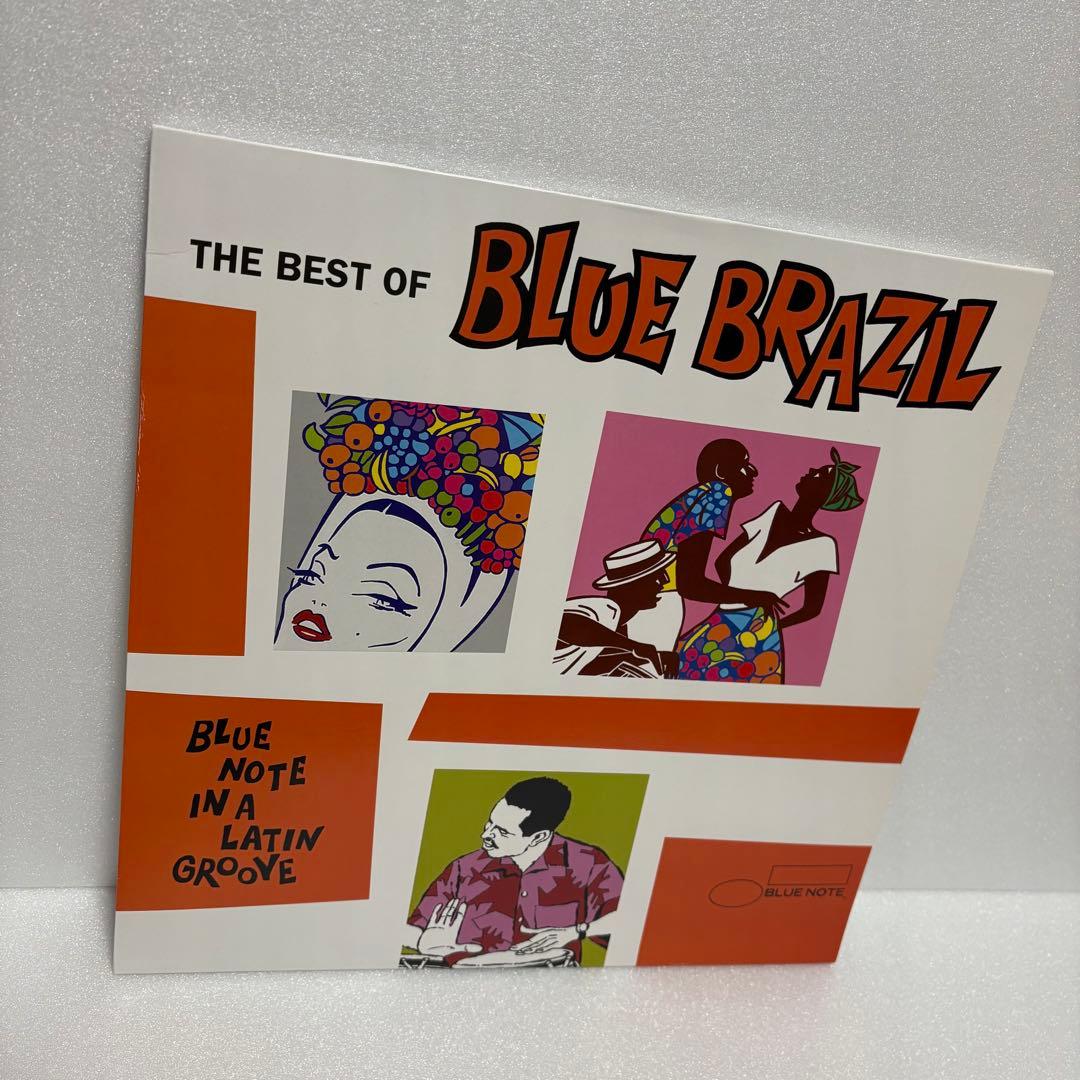 THE BEST OF BLUE BRAZIL
BLUE
NOTE
IN A
LATIN
GROOVE
BLUE NOTE